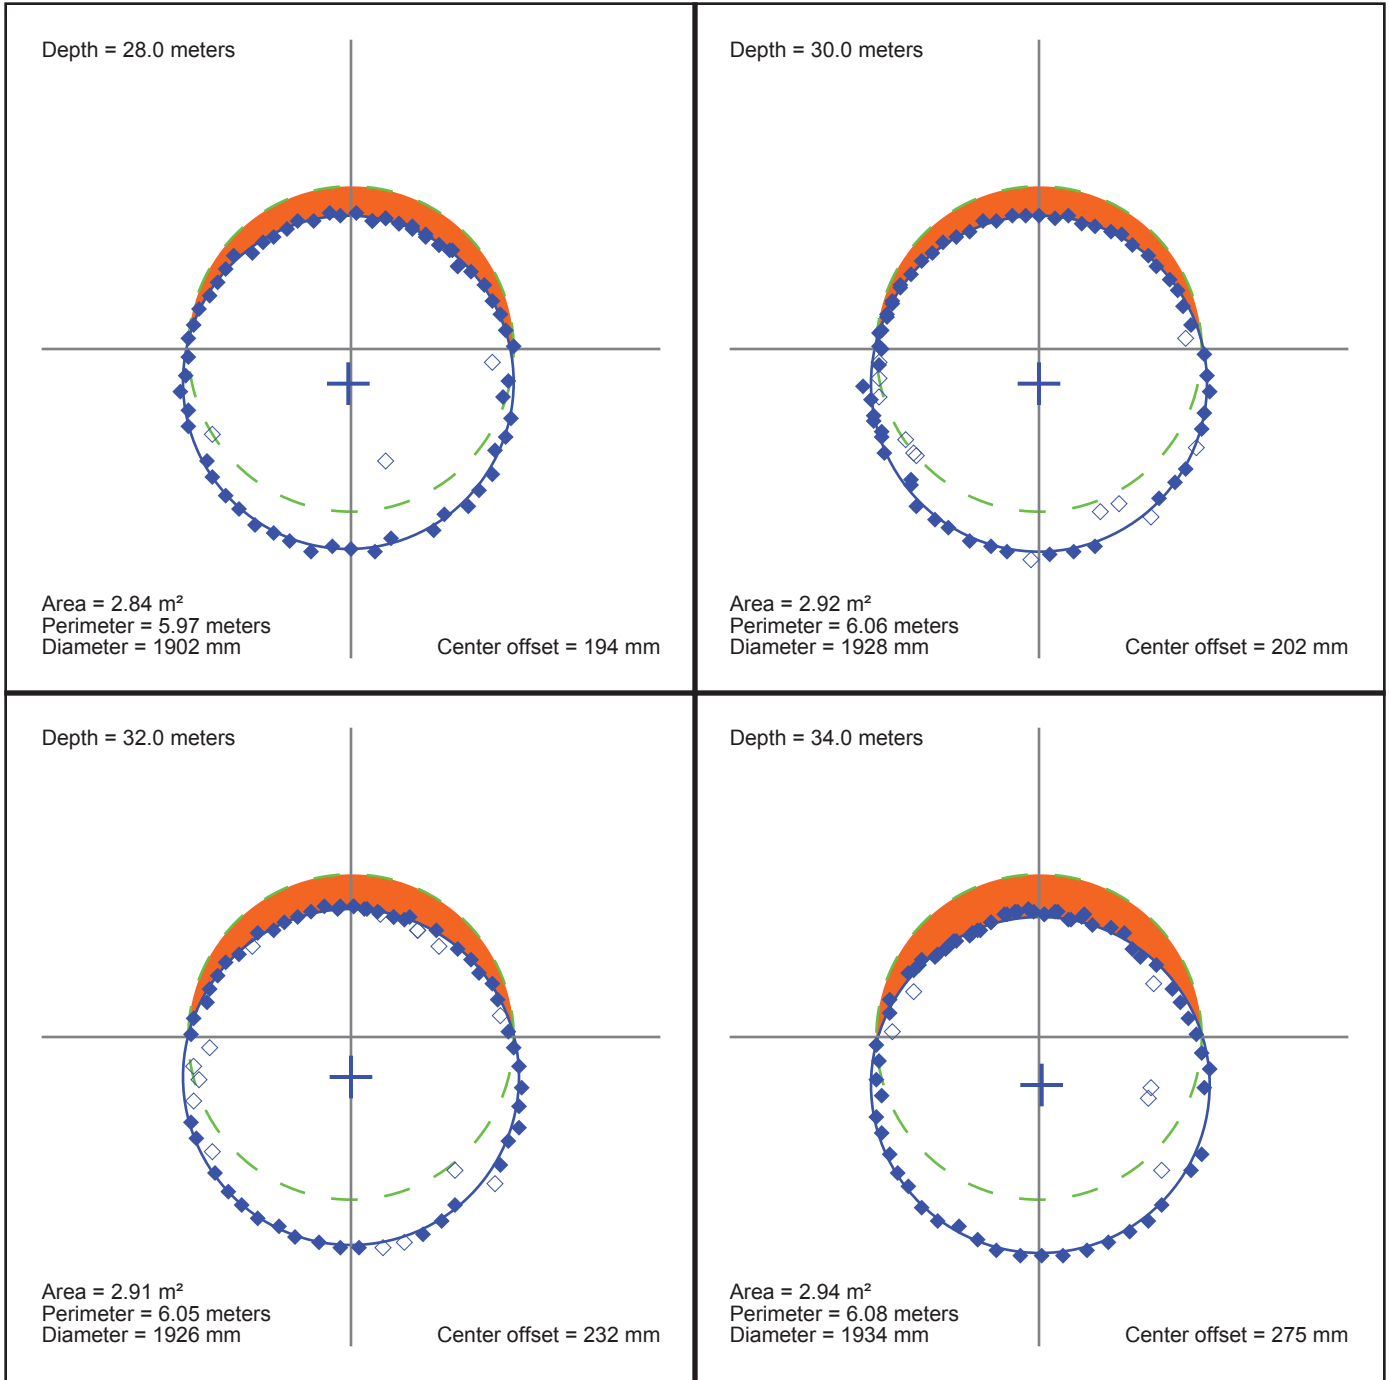 Depth = 28.0 meters
Area = 2.84 m²
Perimeter = 5.97 meters
Diameter = 1902 mm
Center offset = 194 mm
Depth = 30.0 meters
Area = 2.92 m²
Perimeter = 6.06 meters
Diameter = 1928 mm
Center offset = 202 mm
Depth = 32.0 meters
Area = 2.91 m²
Perimeter = 6.05 meters
Diameter = 1926 mm
Center offset = 232 mm
Depth = 34.0 meters
Area = 2.94 m²
Perimeter = 6.08 meters
Diameter = 1934 mm
Center offset = 275 mm